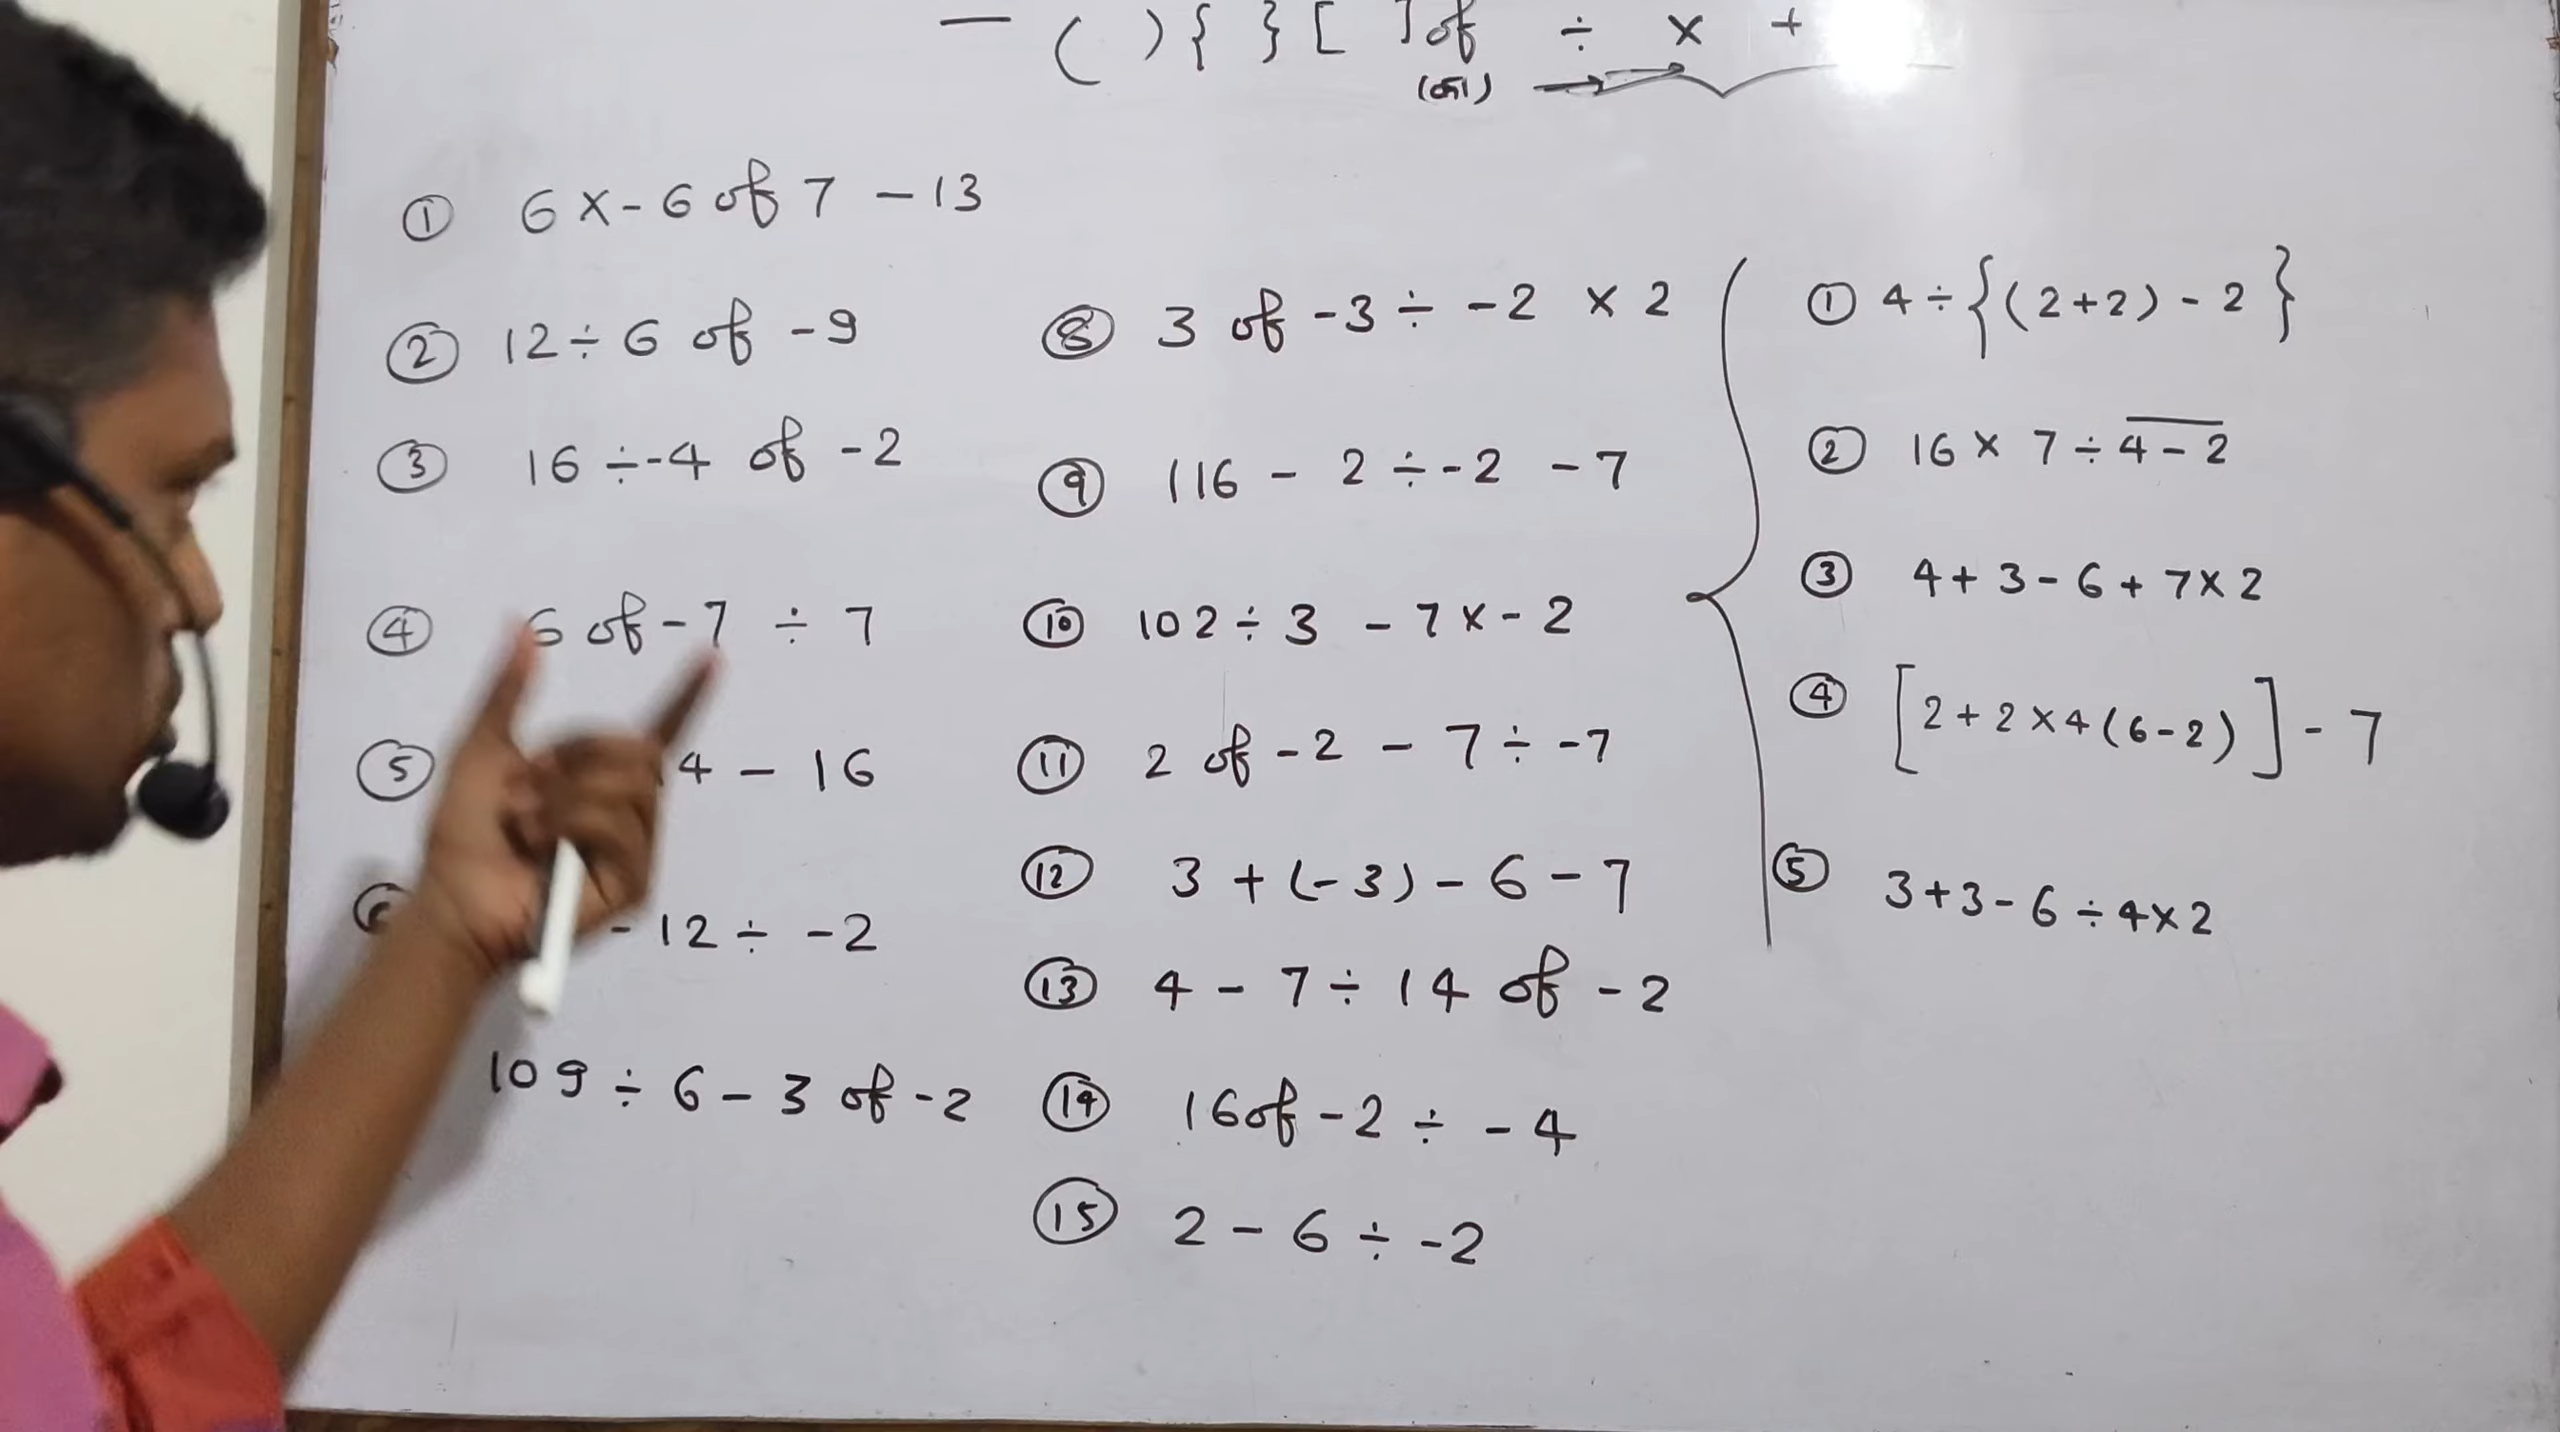 — ( ) { } [ ] of ÷ × +
(का)
① 6 × - 6 of 7 - 13
② 12 ÷ 6 of - 9
③ 16 ÷ - 4 of - 2
④ 6 of - 7 ÷ 7
⑤ 4 - 16
- 12 ÷ - 2
109 ÷ 6 - 3 of - 2
⑧ 3 of - 3 ÷ - 2 × 2
⑨ 116 - 2 ÷ - 2 - 7
⑩ 102 ÷ 3 - 7 × - 2
⑪ 2 of - 2 - 7 ÷ - 7
⑫ 3 + (- 3) - 6 - 7
⑬ 4 - 7 ÷ 14 of - 2
⑭ 16 of - 2 ÷ - 4
⑮ 2 - 6 ÷ - 2
① 4 ÷ { (2 + 2) - 2 }
② 16 × 7 ÷ 4̅ ̅-̅ ̅2̅
③ 4 + 3 - 6 + 7 × 2
④ [ 2 + 2 × 4 (6 - 2) ] - 7
⑤ 3 + 3 - 6 ÷ 4 × 2